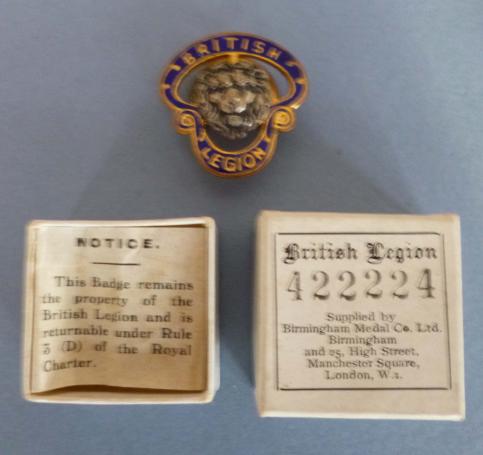 BRITISH
LEGION
NOTICE.
This Badge remains
the property of the
British Legion and is
returnable under Rule
3 (D) of the Royal
Charter.
British Legion
422224
Supplied by
Birmingham Medal Co. Ltd.
Birmingham
and 25, High Street,
Manchester Square,
London, W.1.